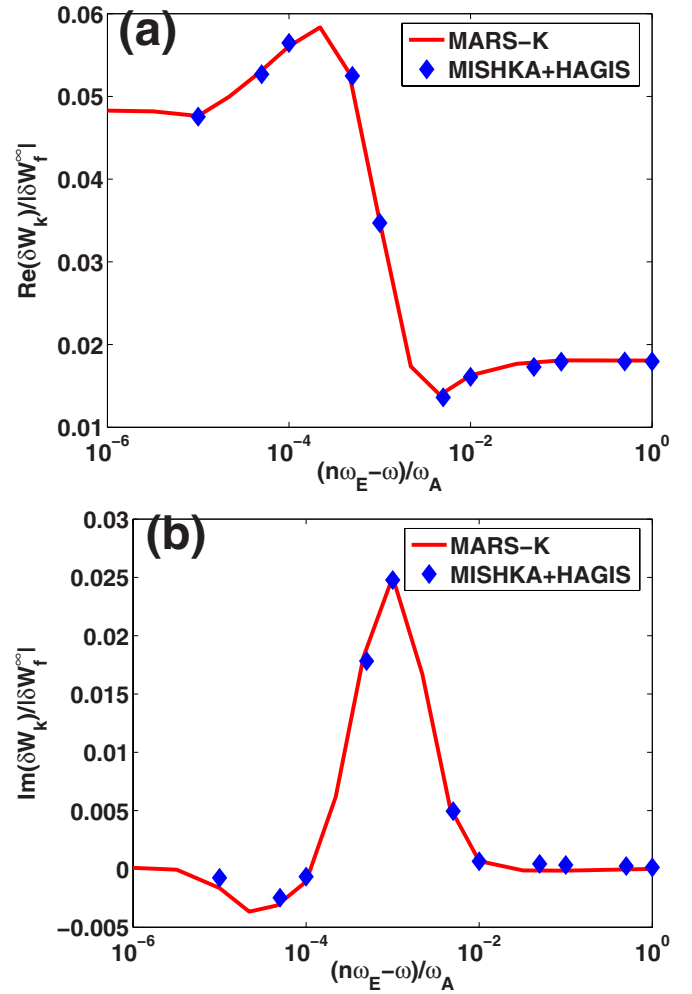 (a)
MARS−K
MISHKA+HAGIS
0.06
0.05
0.04
0.03
0.02
0.01
Re(δW_k)/|δW_f^∞|
10^−6
10^−4
10^−2
10^0
(nω_E−ω)/ω_A
(b)
MARS−K
MISHKA+HAGIS
0.03
0.025
0.02
0.015
0.01
0.005
0
−0.005
Im(δW_k)/|δW_f^∞|
10^−6
10^−4
10^−2
10^0
(nω_E−ω)/ω_A